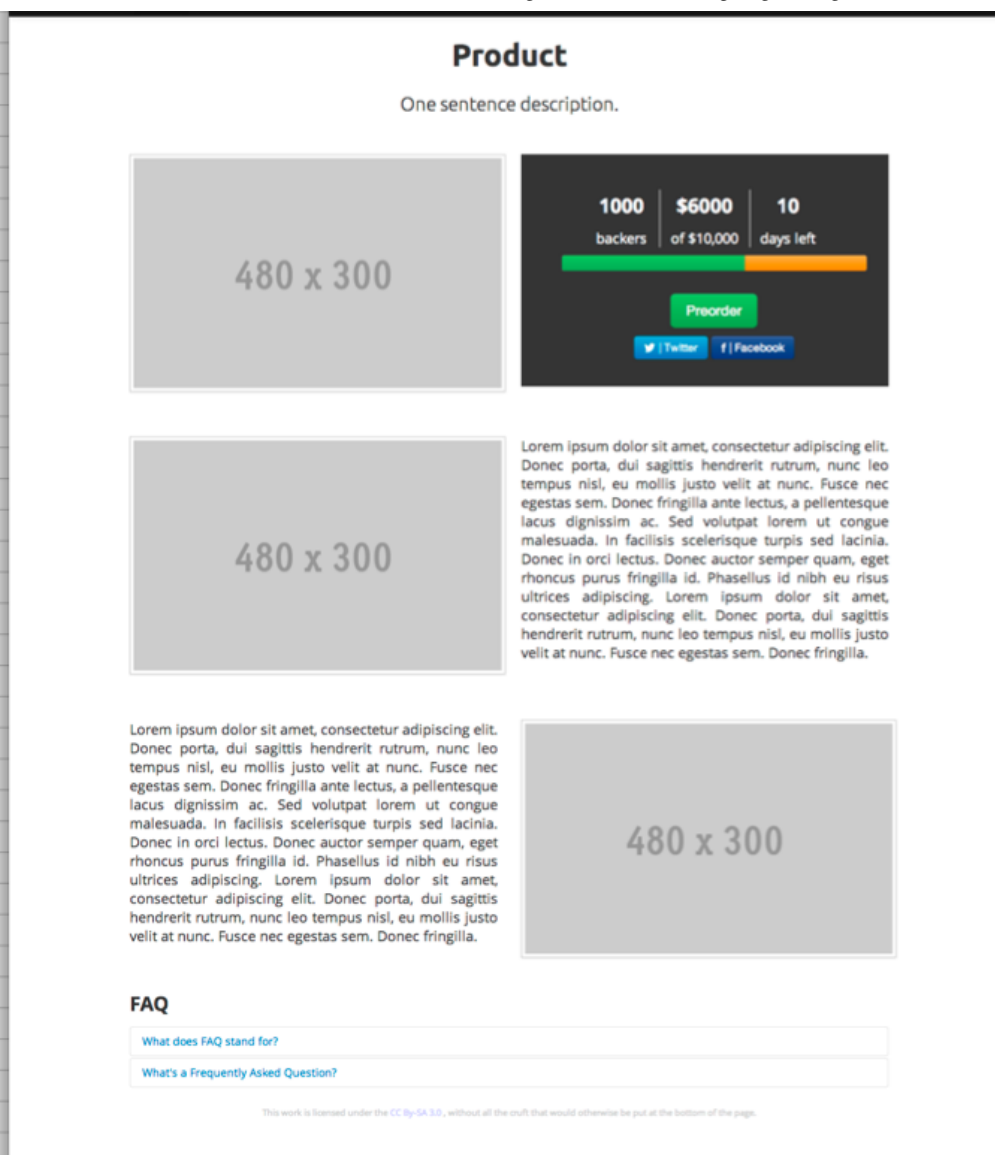 Product
One sentence description.
480 x 300
1000 $6000 10
backers of $10,000 days left
Preorder
| Twitter f | Facebook
480 x 300
Lorem ipsum dolor sit amet, consectetur adipiscing elit.
Donec porta, dui sagittis hendrerit rutrum, nunc leo
tempus nisl, eu mollis justo velit at nunc. Fusce nec
egestas sem. Donec fringilla ante lectus, a pellentesque
lacus dignissim ac. Sed volutpat lorem ut congue
malesuada. In facilisis scelerisque turpis sed lacinia.
Donec in orci lectus. Donec auctor semper quam, eget
rhoncus purus fringilla id. Phasellus id nibh eu risus
ultrices adipiscing. Lorem ipsum dolor sit amet,
consectetur adipiscing elit. Donec porta, dui sagittis
hendrerit rutrum, nunc leo tempus nisl, eu mollis justo
velit at nunc. Fusce nec egestas sem. Donec fringilla.
Lorem ipsum dolor sit amet, consectetur adipiscing elit.
Donec porta, dui sagittis hendrerit rutrum, nunc leo
tempus nisl, eu mollis justo velit at nunc. Fusce nec
egestas sem. Donec fringilla ante lectus, a pellentesque
lacus dignissim ac. Sed volutpat lorem ut congue
malesuada. In facilisis scelerisque turpis sed lacinia.
Donec in orci lectus. Donec auctor semper quam, eget
rhoncus purus fringilla id. Phasellus id nibh eu risus
ultrices adipiscing. Lorem ipsum dolor sit amet,
consectetur adipiscing elit. Donec porta, dui sagittis
hendrerit rutrum, nunc leo tempus nisl, eu mollis justo
velit at nunc. Fusce nec egestas sem. Donec fringilla.
480 x 300
FAQ
What does FAQ stand for?
What's a Frequently Asked Question?
This work is licensed under the CC By-SA 3.0 , without all the cruft that would otherwise be put at the bottom of the page.